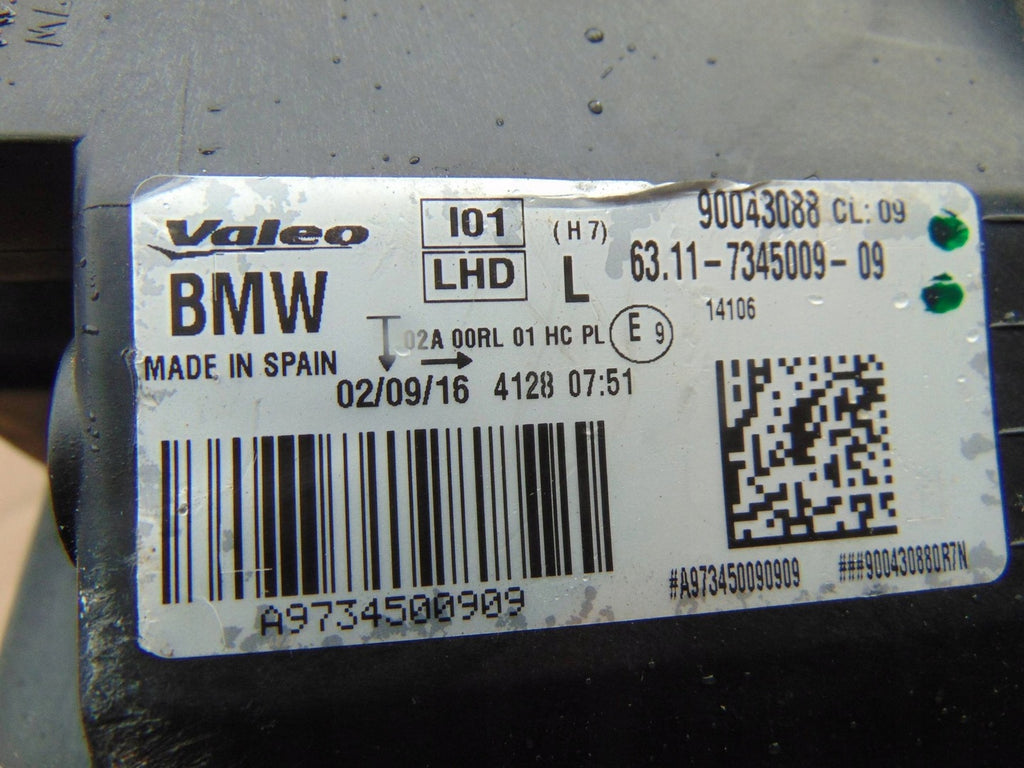 Valeo
BMW
MADE IN SPAIN
I01
LHD
(H7)
L
90043088 CL: 09
63.11-7345009-09
14106
02A 00RL 01 HC PL
E 9
02/09/16 4128 07:51
A9734500909
#A973450090909
###900430880R7N